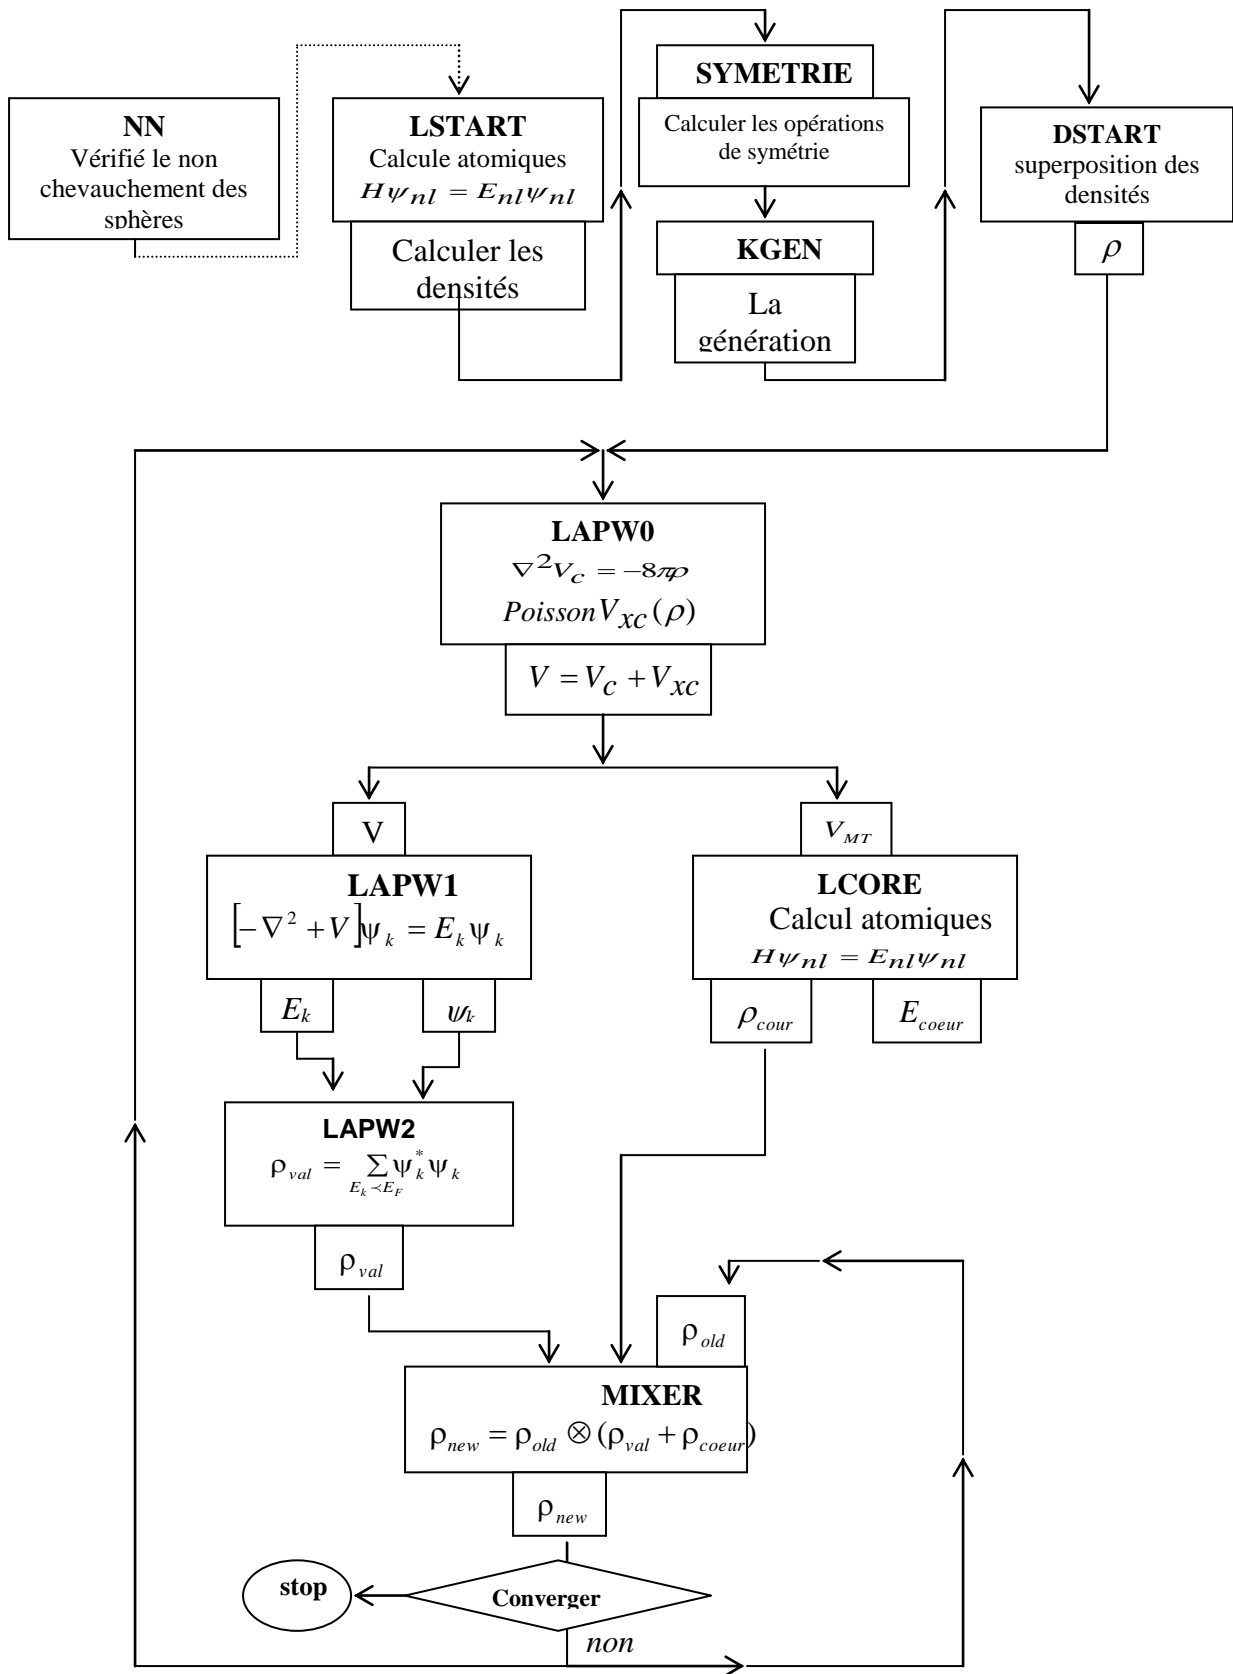 NN
Vérifié le non
chevauchement des
sphères
LSTART
Calcule atomiques
Hψnl = Enlψnl
Calculer les
densités
SYMETRIE
Calculer les opérations
de symétrie
KGEN
La
génération
DSTART
superposition des
densités
ρ
LAPW0
∇²Vc = −8πρ
Poisson Vxc(ρ)
V = Vc + Vxc
V
LAPW1
[−∇² + V]ψk = Ekψk
Ek
ψk
VMT
LCORE
Calcul atomiques
Hψnl = Enlψnl
ρcour
Ecoeur
LAPW2
ρval = ∑ ψk*ψk
Ek≺EF
ρval
ρold
MIXER
ρnew = ρold ⊗ (ρval + ρcoeur)
ρnew
stop
Converger
non